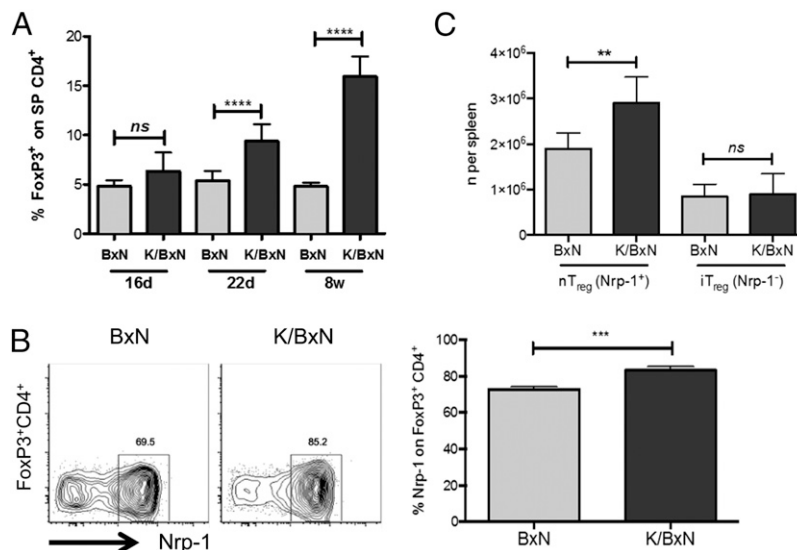 A
% FoxP3⁺ on SP CD4⁺
20
15
10
5
0
ns
****
****
BxN K/BxN BxN K/BxN BxN K/BxN
16d 22d 8w
C
n per spleen
4×10⁶
3×10⁶
2×10⁶
1×10⁶
0
**
ns
BxN K/BxN BxN K/BxN
nTreg (Nrp-1⁺) iTreg (Nrp-1⁻)
B
BxN K/BxN
FoxP3⁺CD4⁺
69.5
85.2
Nrp-1
% Nrp-1 on FoxP3⁺ CD4⁺
100
80
60
40
20
0
***
BxN K/BxN